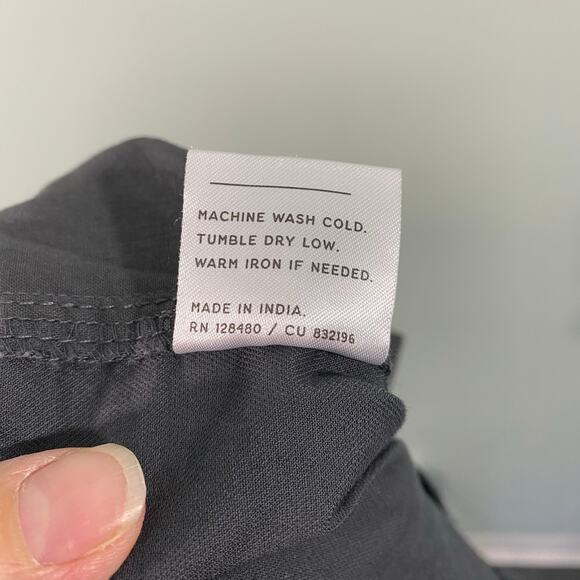 MACHINE WASH COLD.
TUMBLE DRY LOW.
WARM IRON IF NEEDED.
MADE IN INDIA.
RN 128480 / CU 832196